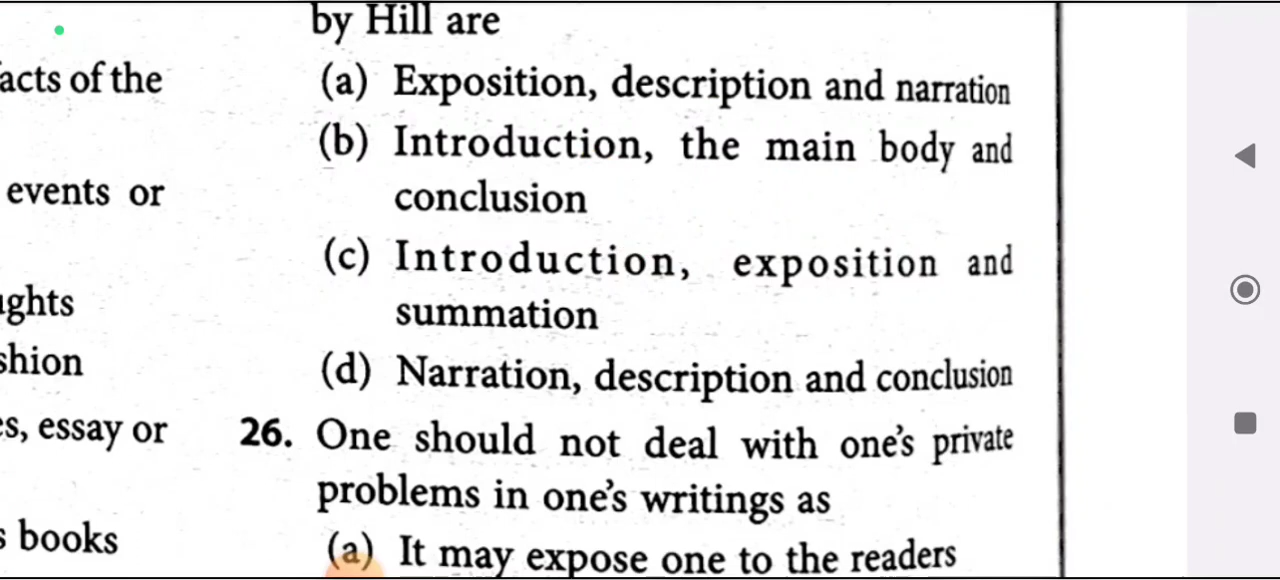 by Hill are
(a) Exposition, description and narration
(b) Introduction, the main body and
conclusion
(c) Introduction, exposition and
summation
(d) Narration, description and conclusion
26. One should not deal with one's private
problems in one's writings as
(a) It may expose one to the readers
acts of the
events or
ghts
shion
s, essay or
s books